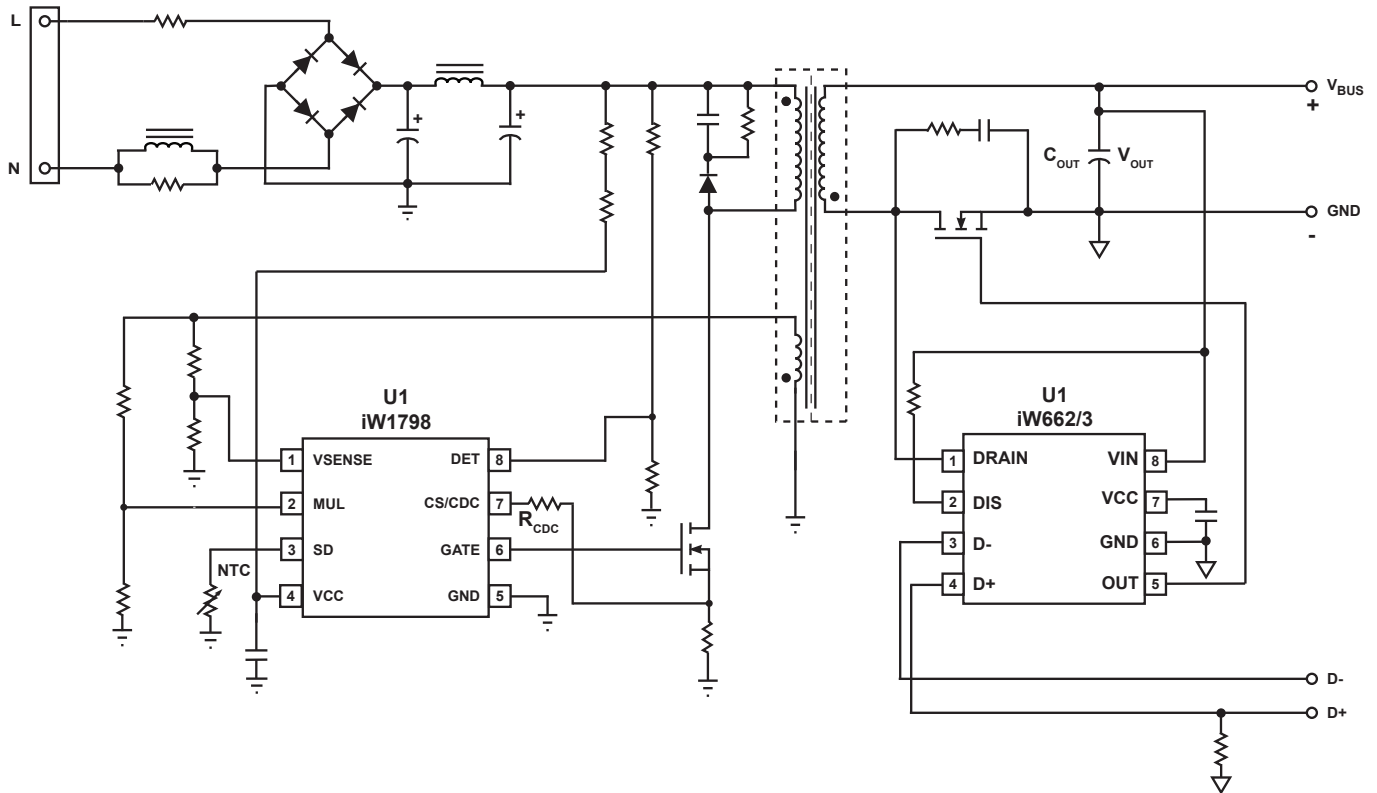 L
N
+
+
V_BUS
+
C_OUT V_OUT
GND
-
U1
iW1798
1 VSENSE DET 8
2 MUL CS/CDC 7
R_CDC
3 SD GATE 6
NTC
4 VCC GND 5
U1
iW662/3
1 DRAIN VIN 8
2 DIS VCC 7
3 D- GND 6
4 D+ OUT 5
D-
D+